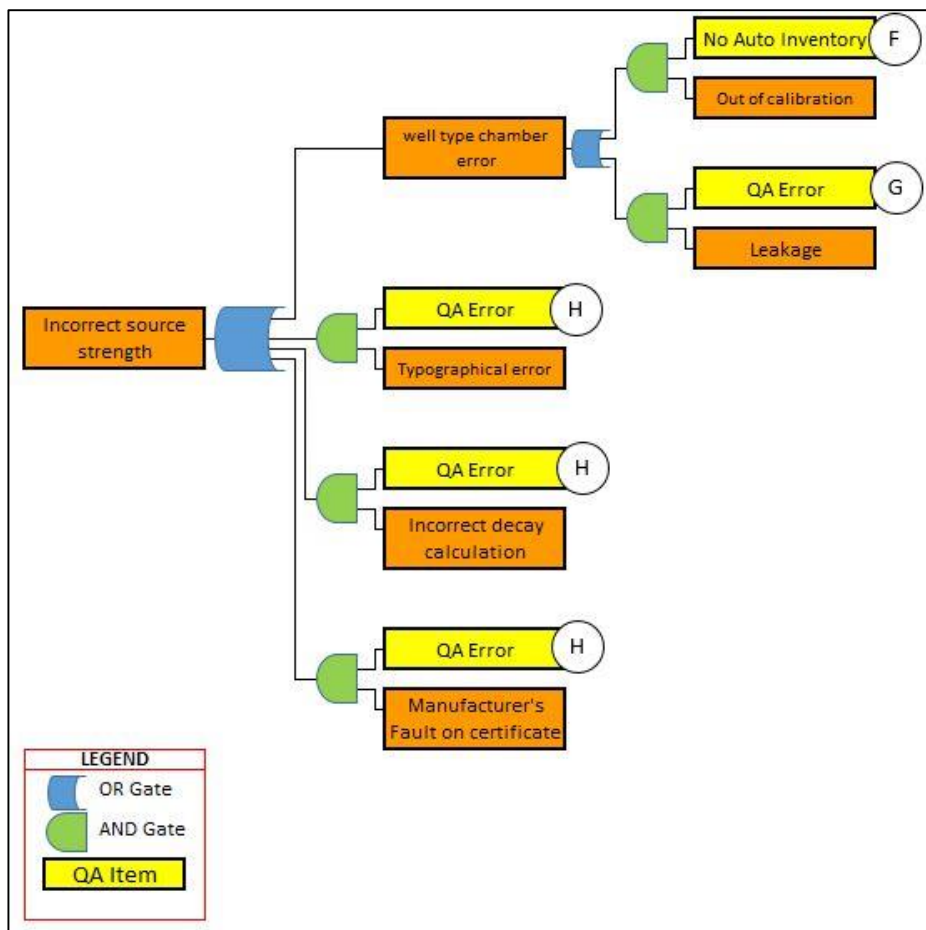 No Auto Inventory
F
Out of calibration
well type chamber
error
QA Error
G
Leakage
QA Error
H
Incorrect source
strength
Typographical error
QA Error
H
Incorrect decay
calculation
QA Error
H
Manufacturer's
Fault on certificate
LEGEND
OR Gate
AND Gate
QA Item